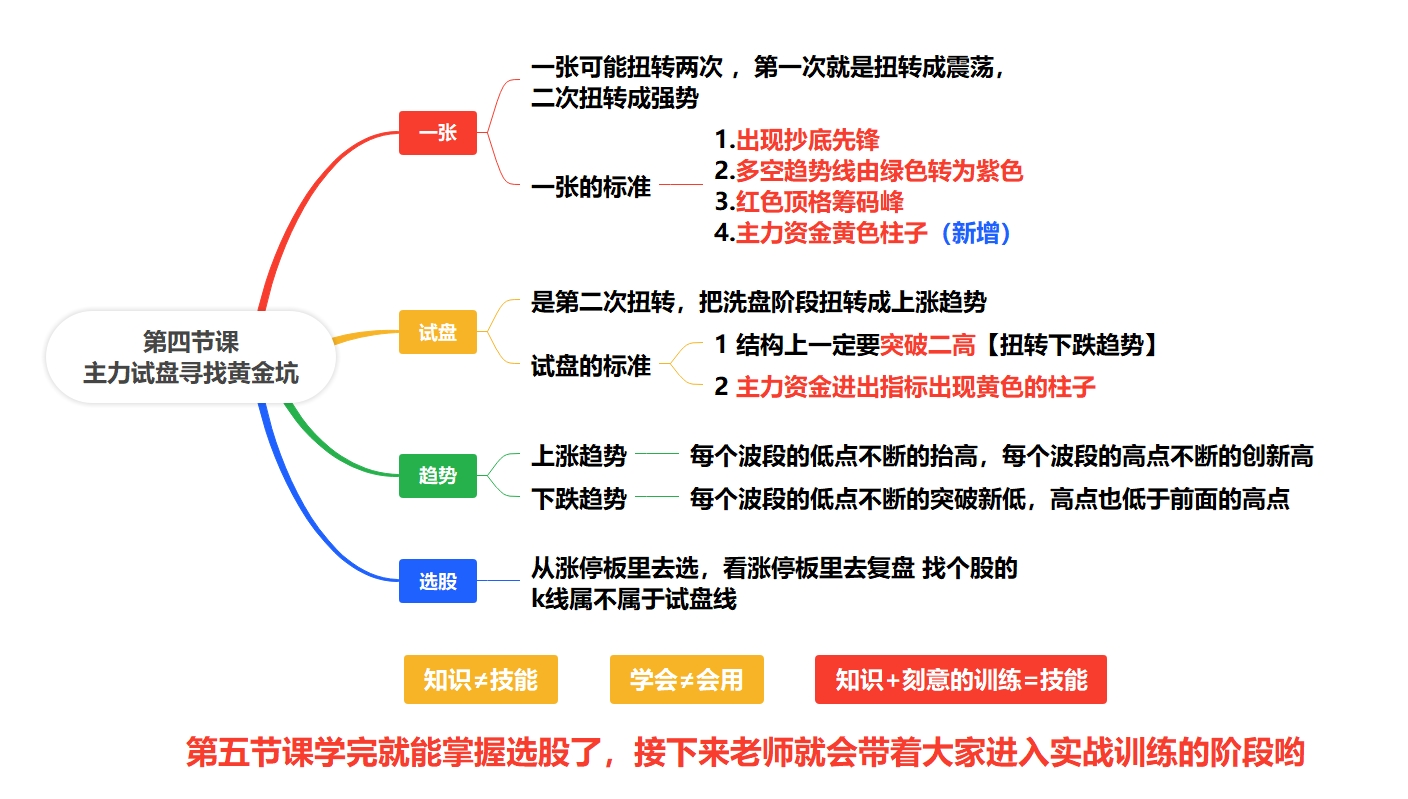 第四节课
主力试盘寻找黄金坑
一张
一张可能扭转两次 ，第一次就是扭转成震荡，
二次扭转成强势
一张的标准
1.出现抄底先锋
2.多空趋势线由绿色转为紫色
3.红色顶格筹码峰
4.主力资金黄色柱子（新增）
试盘
是第二次扭转，把洗盘阶段扭转成上涨趋势
试盘的标准
1 结构上一定要突破二高【扭转下跌趋势】
2 主力资金进出指标出现黄色的柱子
趋势
上涨趋势
每个波段的低点不断的抬高，每个波段的高点不断的创新高
下跌趋势
每个波段的低点不断的突破新低，高点也低于前面的高点
选股
从涨停板里去选，看涨停板里去复盘 找个股的
k线属不属于试盘线
知识≠技能
学会≠会用
知识+刻意的训练=技能
第五节课学完就能掌握选股了，接下来老师就会带着大家进入实战训练的阶段哟